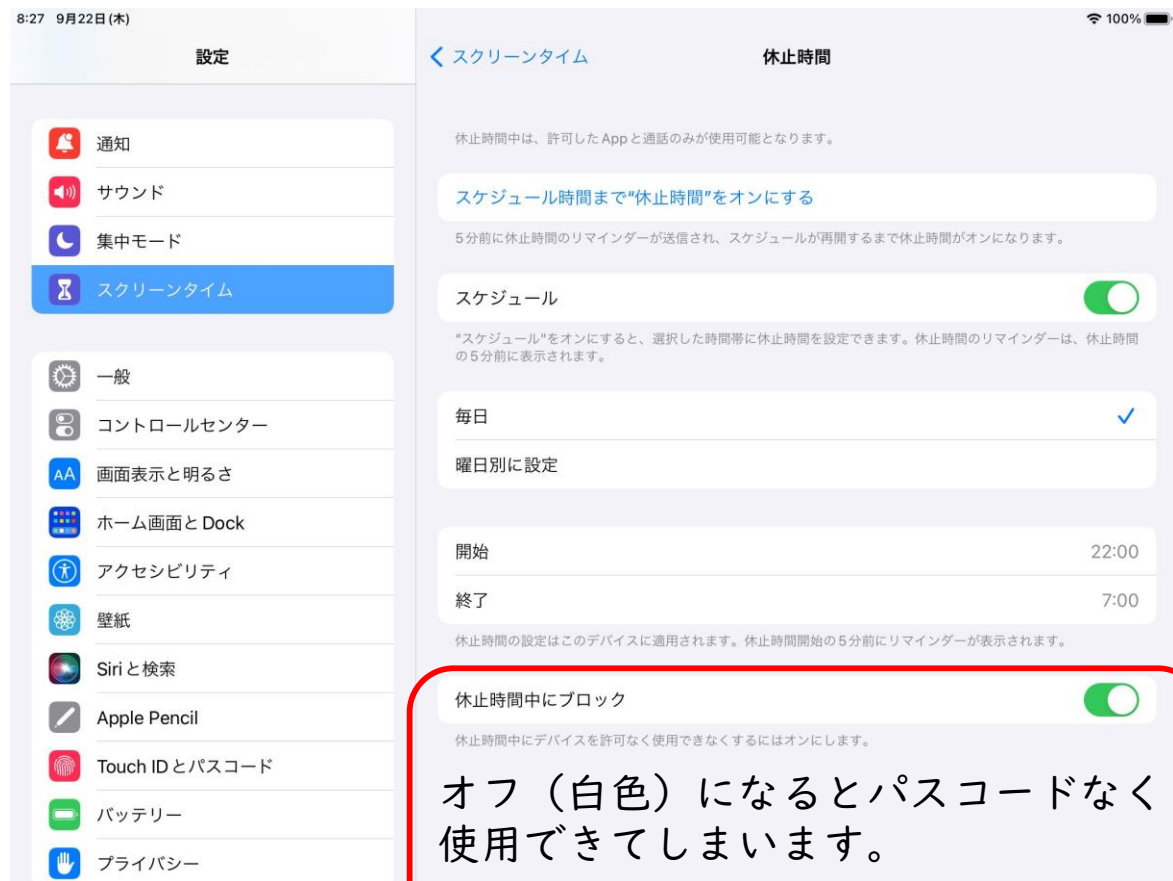 8:27 9月22日(木)
100%
設定
スクリーンタイム
休止時間
通知
サウンド
集中モード
スクリーンタイム
一般
コントロールセンター
AA 画面表示と明るさ
ホーム画面とDock
アクセシビリティ
壁紙
Siriと検索
Apple Pencil
Touch IDとパスコード
バッテリー
プライバシー
休止時間中は、許可したAppと通話のみが使用可能となります。
スケジュール時間まで“休止時間”をオンにする
5分前に休止時間のリマインダーが送信され、スケジュールが再開するまで休止時間がオンになります。
スケジュール
"スケジュール"をオンにすると、選択した時間帯に休止時間を設定できます。休止時間のリマインダーは、休止時間
の5分前に表示されます。
毎日
曜日別に設定
開始 22:00
終了 7:00
休止時間の設定はこのデバイスに適用されます。休止時間開始の5分前にリマインダーが表示されます。
休止時間中にブロック
休止時間中にデバイスを許可なく使用できなくするにはオンにします。
オフ（白色）になるとパスコードなく
使用できてしまいます。